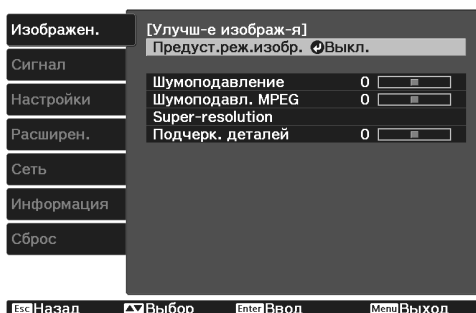 Изображен.
Сигнал
Настройки
Расширен.
Сеть
Информация
Сброс
[Улучш-е изображ-я]
Предуст.реж.изобр. Выкл.
Шумоподавление 0
Шумоподавл. MPEG 0
Super-resolution
Подчерк. деталей 0
Esc Назад Выбор Enter Ввод Menu Выход